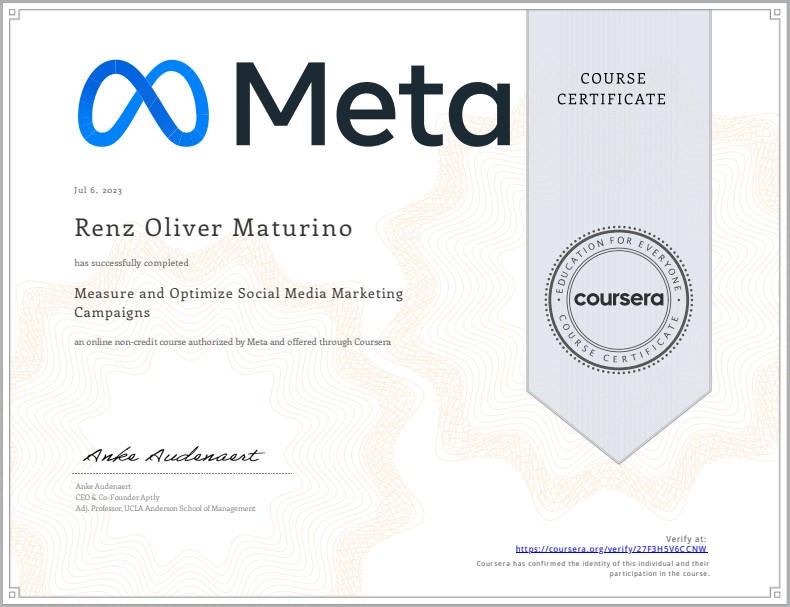 Meta
COURSE
CERTIFICATE
Jul 6, 2023
Renz Oliver Maturino
has successfully completed
Measure and Optimize Social Media Marketing
Campaigns
an online non-credit course authorized by Meta and offered through Coursera
EDUCATION FOR EVERYONE
coursera
COURSE CERTIFICATE
Anke Audenaert
Anke Audenaert
CEO & Co-Founder Aptly
Adj. Professor, UCLA Anderson School of Management
Verify at:
https://coursera.org/verify/27F3H5V6CCNW
Coursera has confirmed the identity of this individual and their
participation in the course.